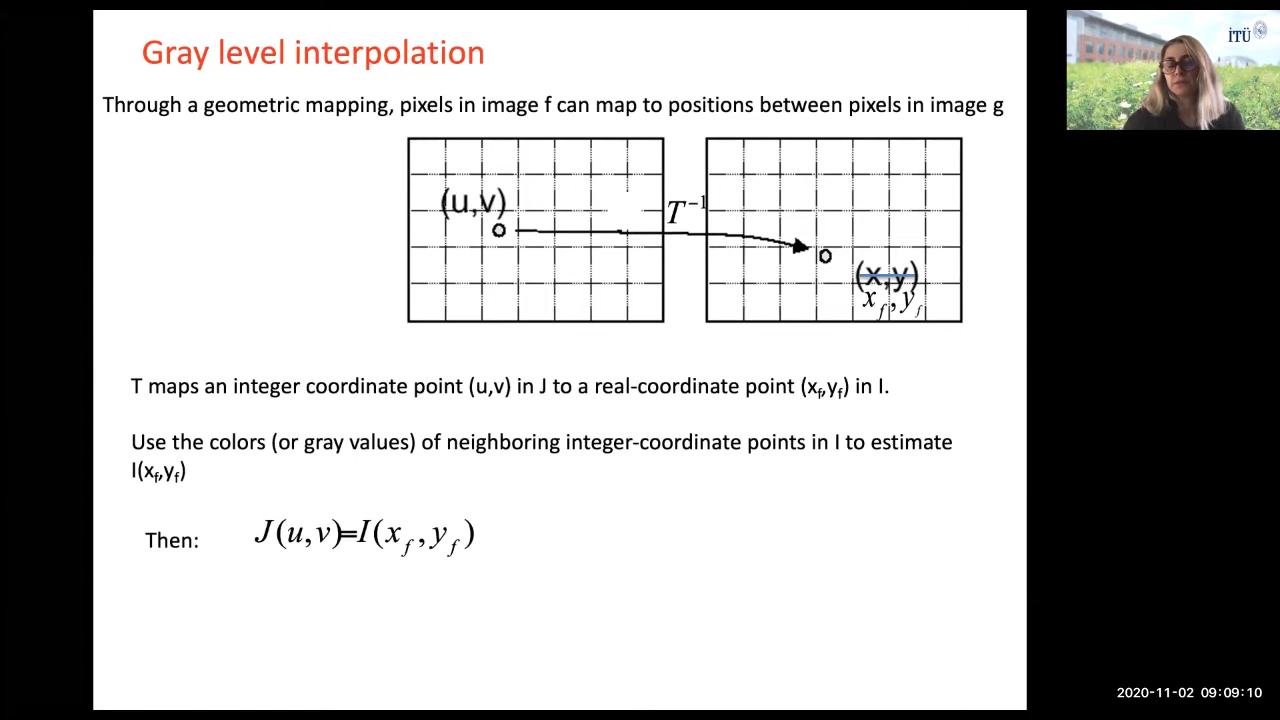 Gray level interpolation
Through a geometric mapping, pixels in image f can map to positions between pixels in image g
(u,v)
T⁻¹
(x,y)
x_f, y_f
T maps an integer coordinate point (u,v) in J to a real-coordinate point (x_f,y_f) in I.
Use the colors (or gray values) of neighboring integer-coordinate points in I to estimate
I(x_f,y_f)
Then: J(u,v)=I(x_f,y_f)
İTÜ
2020-11-02 09:09:10